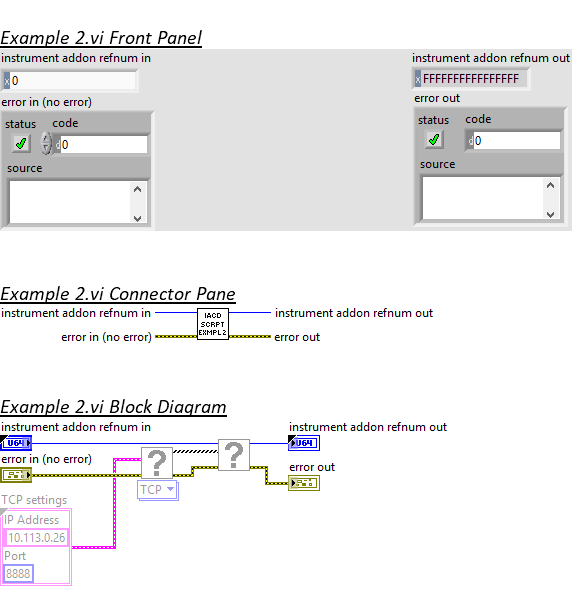 Example 2.vi Front Panel
instrument addon refnum in
instrument addon refnum out
x 0
x FFFFFFFFFFFFFFFF
error in (no error)
error out
status code
status code
d 0
d 0
source
source
Example 2.vi Connector Pane
instrument addon refnum in
IACD
SCRPT
EXMPL2
instrument addon refnum out
error in (no error)
error out
Example 2.vi Block Diagram
instrument addon refnum in
instrument addon refnum out
U64
U64
error in (no error)
error out
?
?
TCP
TCP settings
IP Address
10.113.0.26
Port
8888